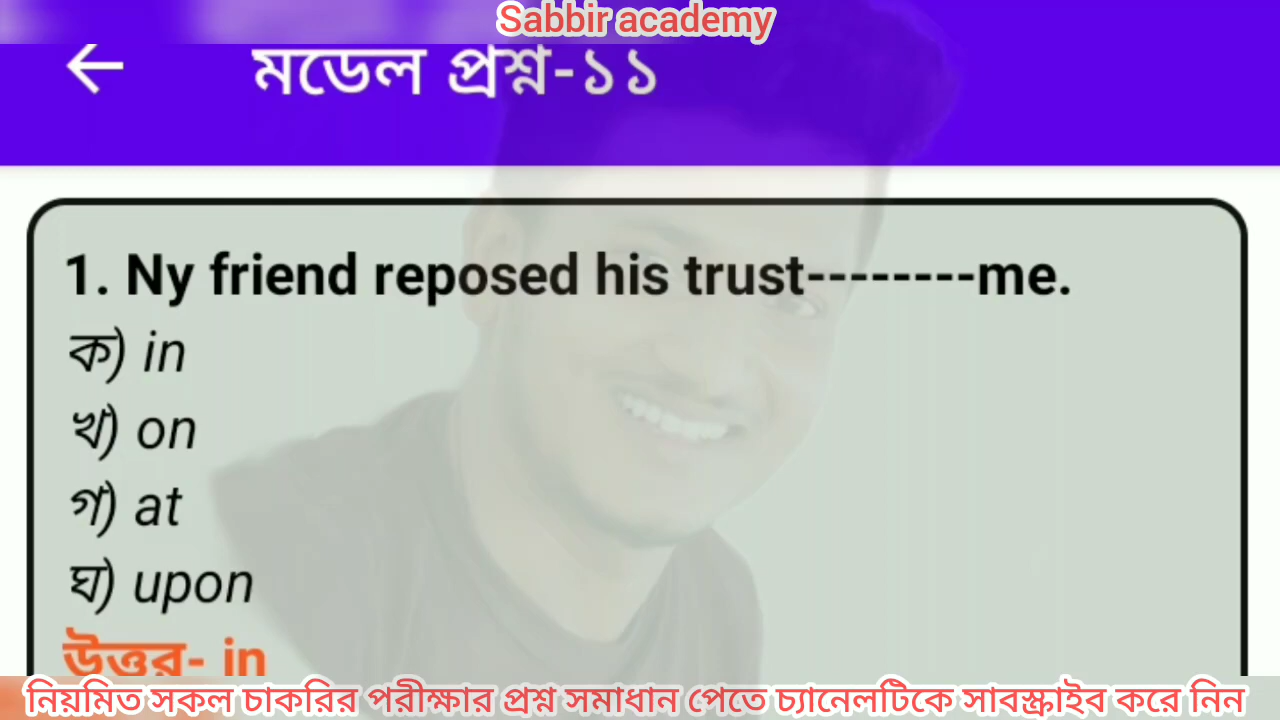 Sabbir academy
মডেল প্রশ্ন-১১
1. Ny friend reposed his trust--------me.
ক) in
খ) on
গ) at
ঘ) upon
উত্তর- in
নিয়মিত সকল চাকরির পরীক্ষার প্রশ্ন সমাধান পেতে চ্যানেলটিকে সাবস্ক্রাইব করে নিন